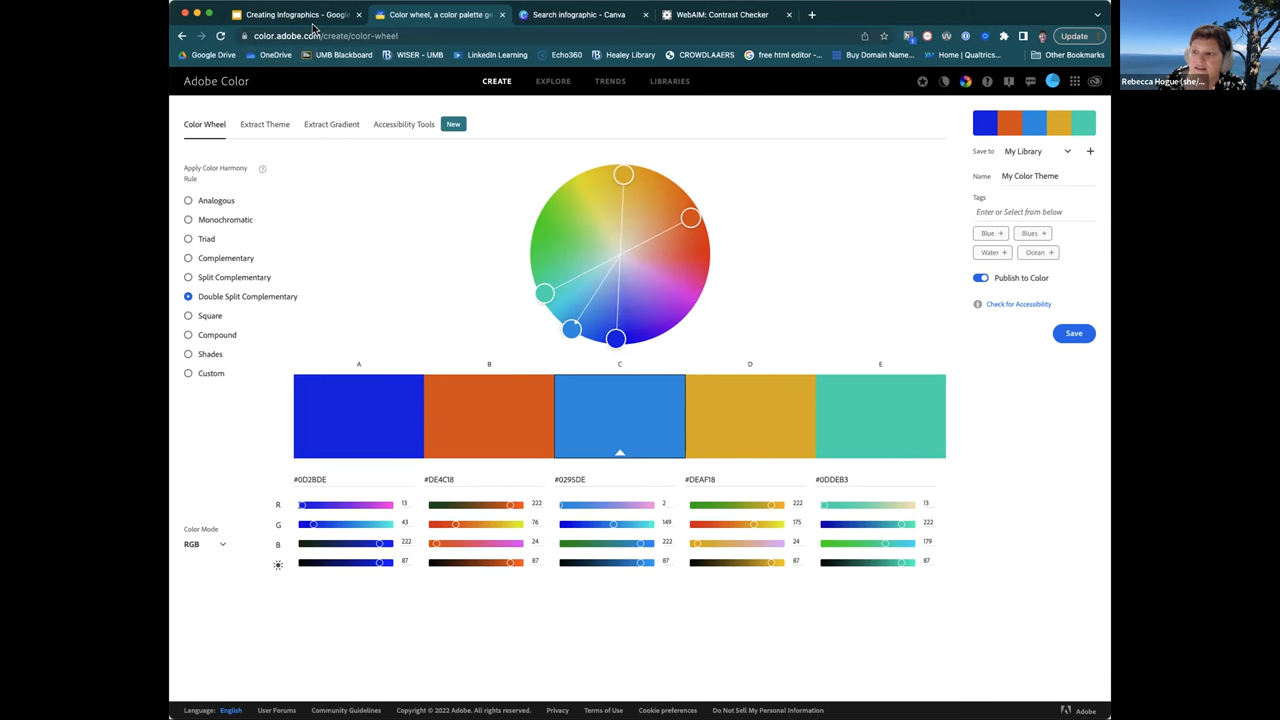 Creating Infographics - Google
Color wheel, a color palette ge
Search infographic - Canva
WebAIM: Contrast Checker
color.adobe.com/create/color-wheel
Update
Google Drive
OneDrive
UMB Blackboard
WISER - UMB
LinkedIn Learning
Echo360
Healey Library
CROWDLAAERS
free html editor - ...
Buy Domain Name...
Home | Qualtrics...
Other Bookmarks
Rebecca Hogue (she/...
Adobe Color
CREATE
EXPLORE
TRENDS
LIBRARIES
Color Wheel
Extract Theme
Extract Gradient
Accessibility Tools
New
Apply Color Harmony
Rule
Analogous
Monochromatic
Triad
Complementary
Split Complementary
Double Split Complementary
Square
Compound
Shades
Custom
Save to
My Library
Name
My Color Theme
Tags
Enter or Select from below
Blue +
Blues +
Water +
Ocean +
Publish to Color
Check for Accessibility
Save
A B C D E
#0D2BDE #DE4C18 #0295DE #DEAF18 #0DDEB3
R 13 222 2 222 13
G 43 76 149 175 222
B 222 24 222 24 179
87 87 87 87 87
Color Mode
RGB
Language: English User Forums Community Guidelines Copyright © 2022 Adobe. All rights reserved. Privacy Terms of Use Cookie preferences Do Not Sell My Personal Information Adobe